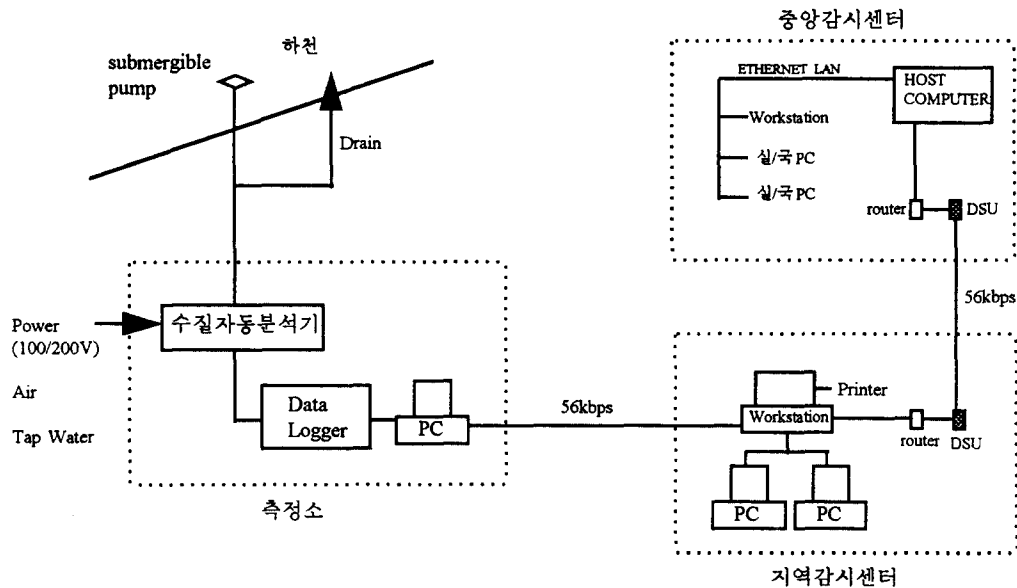 중앙감시센터
하천
submergible
pump
Drain
ETHERNET LAN
HOST
COMPUTER
Workstation
실/국 PC
실/국 PC
router
DSU
56kbps
Power
(100/200V)
Air
Tap Water
수질자동분석기
Data
Logger
PC
측정소
56kbps
Printer
Workstation
router
DSU
PC
PC
지역감시센터